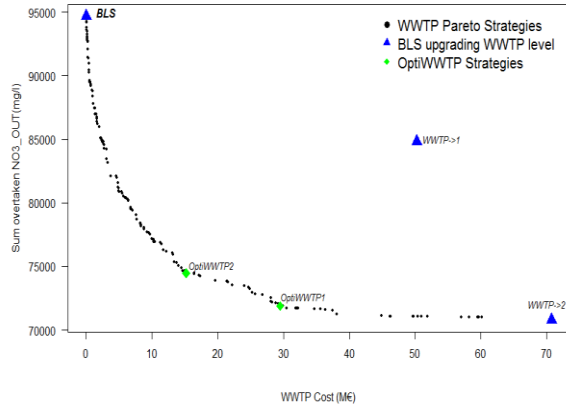 95000
90000
85000
80000
75000
70000
Sum overtaken NO3_OUT(mg/l)
BLS
WWTP Pareto Strategies
BLS upgrading WWTP level
OptiWWTP Strategies
WWTP->1
OptiWWTP2
OptiWWTP1
WWTP->2
0 10 20 30 40 50 60 70
WWTP Cost (M€)